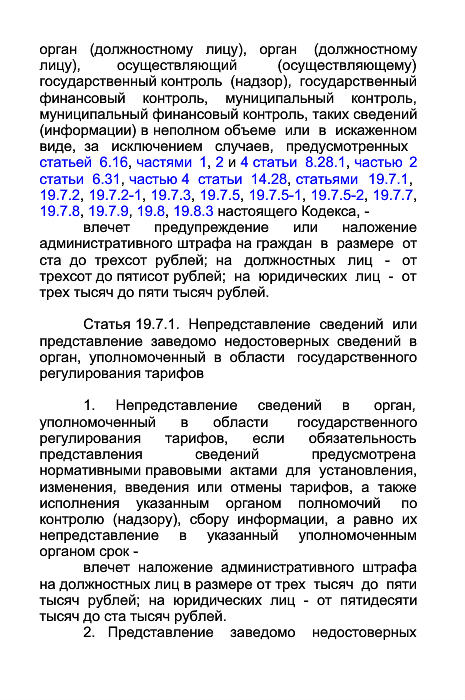 орган (должностному лицу), орган (должностному
лицу), осуществляющий (осуществляющему)
государственный контроль (надзор), государственный
финансовый контроль, муниципальный контроль,
муниципальный финансовый контроль, таких сведений
(информации) в неполном объеме или в искаженном
виде, за исключением случаев, предусмотренных
статьей 6.16, частями 1, 2 и 4 статьи 8.28.1, частью 2
статьи 6.31, частью 4 статьи 14.28, статьями 19.7.1,
19.7.2, 19.7.2-1, 19.7.3, 19.7.5, 19.7.5-1, 19.7.5-2, 19.7.7,
19.7.8, 19.7.9, 19.8, 19.8.3 настоящего Кодекса, -
влечет предупреждение или наложение
административного штрафа на граждан в размере от
ста до трехсот рублей; на должностных лиц - от
трехсот до пятисот рублей; на юридических лиц - от
трех тысяч до пяти тысяч рублей.
Статья 19.7.1. Непредставление сведений или
представление заведомо недостоверных сведений в
орган, уполномоченный в области государственного
регулирования тарифов
1. Непредставление сведений в орган,
уполномоченный в области государственного
регулирования тарифов, если обязательность
представления сведений предусмотрена
нормативными правовыми актами для установления,
изменения, введения или отмены тарифов, а также
исполнения указанным органом полномочий по
контролю (надзору), сбору информации, а равно их
непредставление в указанный уполномоченным
органом срок -
влечет наложение административного штрафа
на должностных лиц в размере от трех тысяч до пяти
тысяч рублей; на юридических лиц - от пятидесяти
тысяч до ста тысяч рублей.
2. Представление заведомо недостоверных